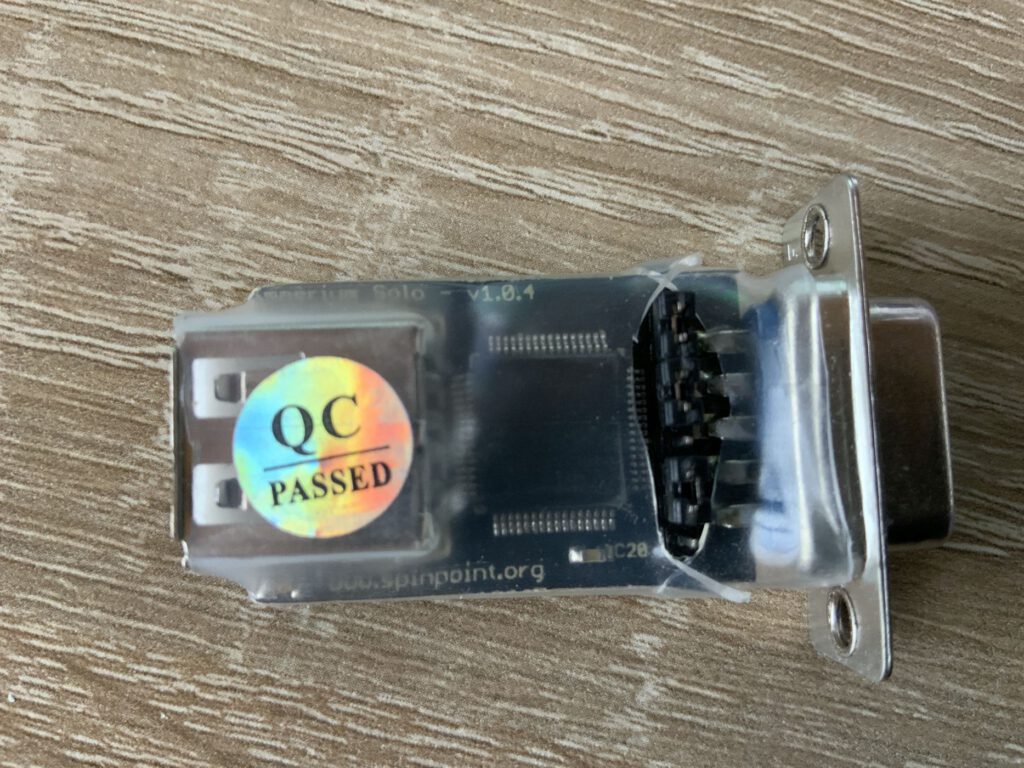 Solo - v1.0.4
QC
PASSED
C20
.spinpoint.org